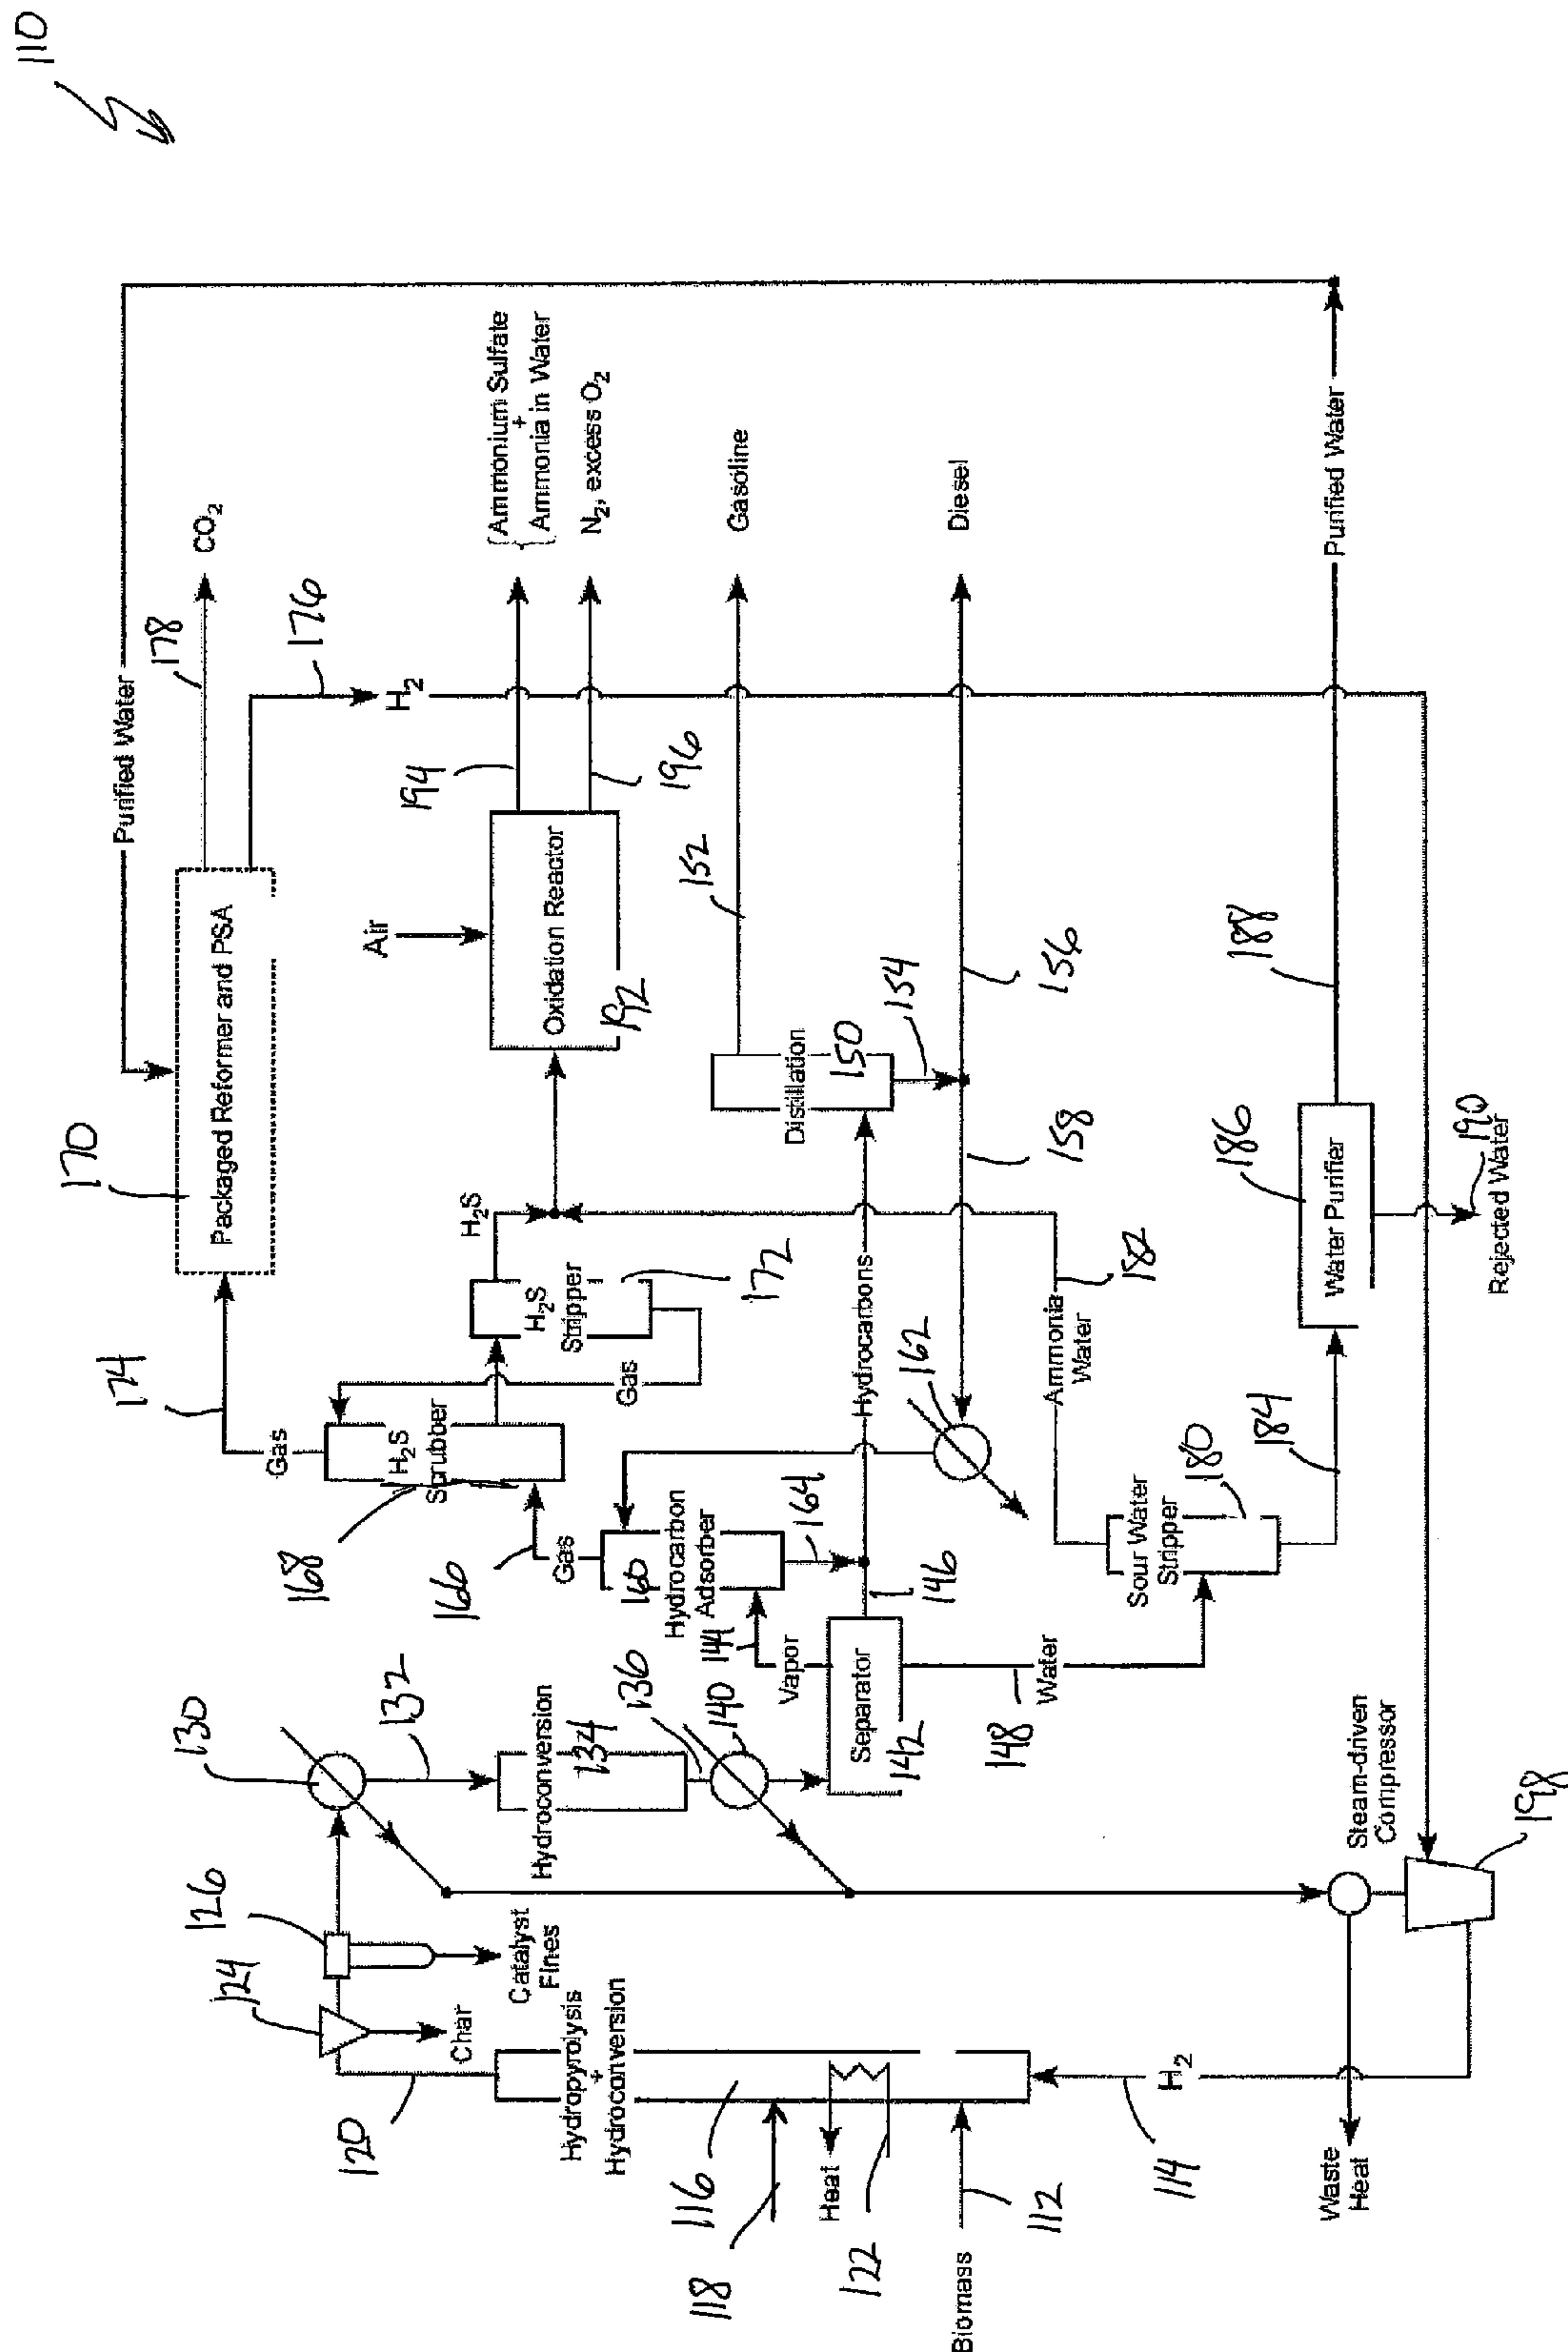 110
Purified Water
178
CO₂
170
Packaged Reformer and PSA
176
H₂
174
Gas
Air
194
{Ammonium Sulfate
+
Ammonia in Water
N₂, excess O₂
196
Oxidation Reactor
192
H₂S
H₂S
Stripper
172
Gas
H₂S
Scrubber
168
166
Gas
152
Gasoline
Distillation
150
154
156
Diesel
158
Hydrocarbons
162
160
Hydrocarbon
Adsorber
164
144
Vapor
146
Separator
142
148
Water
Ammonia
Water
182
Sour Water
Stripper
180
184
186
Water Purifier
188
Purified Water
190
Rejected Water
130
132
Hydroconversion
134
136
140
126
124
Catalyst
Fines
Char
120
Hydropyrolysis
+
Hydroconversion
116
118
Heat
122
Biomass
112
114
H₂
Waste
Heat
Steam-driven
Compressor
198